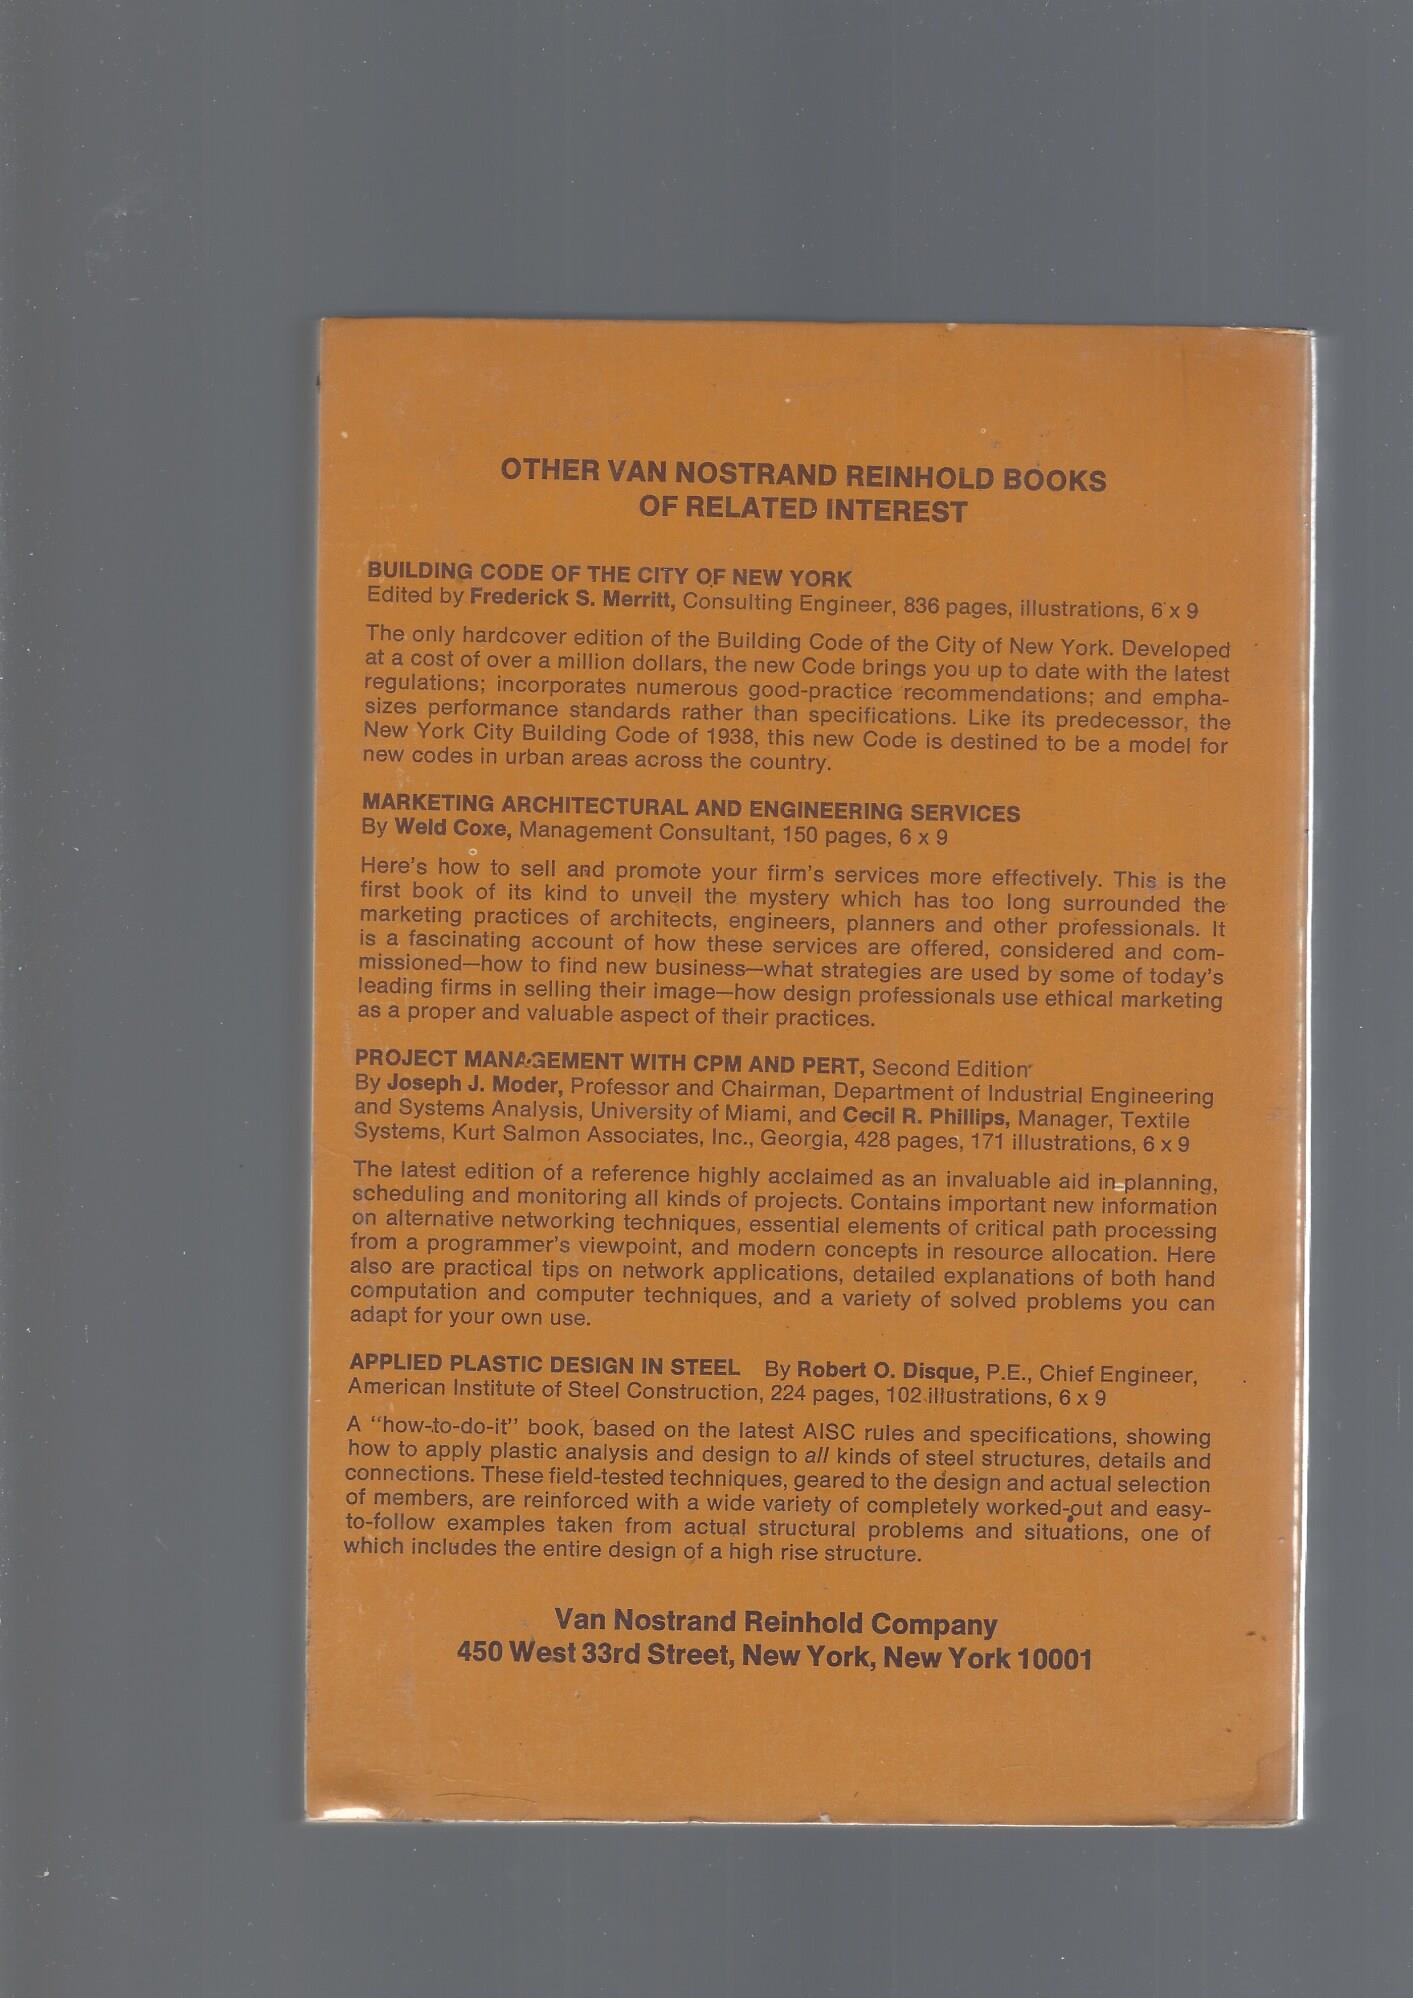 OTHER VAN NOSTRAND REINHOLD BOOKS
OF RELATED INTEREST
BUILDING CODE OF THE CITY OF NEW YORK
Edited by Frederick S. Merritt, Consulting Engineer, 836 pages, illustrations, 6 x 9
The only hardcover edition of the Building Code of the City of New York. Developed
at a cost of over a million dollars, the new Code brings you up to date with the latest
regulations; incorporates numerous good-practice recommendations; and empha-
sizes performance standards rather than specifications. Like its predecessor, the
New York City Building Code of 1938, this new Code is destined to be a model for
new codes in urban areas across the country.
MARKETING ARCHITECTURAL AND ENGINEERING SERVICES
By Weld Coxe, Management Consultant, 150 pages, 6 x 9
Here's how to sell and promote your firm's services more effectively. This is the
first book of its kind to unveil the mystery which has too long surrounded the
marketing practices of architects, engineers, planners and other professionals. It
is a fascinating account of how these services are offered, considered and com-
missioned—how to find new business—what strategies are used by some of today's
leading firms in selling their image—how design professionals use ethical marketing
as a proper and valuable aspect of their practices.
PROJECT MANAGEMENT WITH CPM AND PERT, Second Edition
By Joseph J. Moder, Professor and Chairman, Department of Industrial Engineering
and Systems Analysis, University of Miami, and Cecil R. Phillips, Manager, Textile
Systems, Kurt Salmon Associates, Inc., Georgia, 428 pages, 171 illustrations, 6 x 9
The latest edition of a reference highly acclaimed as an invaluable aid in planning,
scheduling and monitoring all kinds of projects. Contains important new information
on alternative networking techniques, essential elements of critical path processing
from a programmer's viewpoint, and modern concepts in resource allocation. Here
also are practical tips on network applications, detailed explanations of both hand
computation and computer techniques, and a variety of solved problems you can
adapt for your own use.
APPLIED PLASTIC DESIGN IN STEEL By Robert O. Disque, P.E., Chief Engineer,
American Institute of Steel Construction, 224 pages, 102 illustrations, 6 x 9
A "how-to-do-it" book, based on the latest AISC rules and specifications, showing
how to apply plastic analysis and design to all kinds of steel structures, details and
connections. These field-tested techniques, geared to the design and actual selection
of members, are reinforced with a wide variety of completely worked-out and easy-
to-follow examples taken from actual structural problems and situations, one of
which includes the entire design of a high rise structure.
Van Nostrand Reinhold Company
450 West 33rd Street, New York, New York 10001